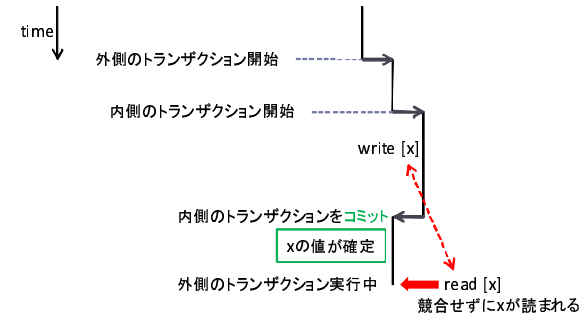 time
外側のトランザクション開始
内側のトランザクション開始
write [x]
内側のトランザクションをコミット
xの値が確定
外側のトランザクション実行中
read [x]
競合せずにxが読まれる